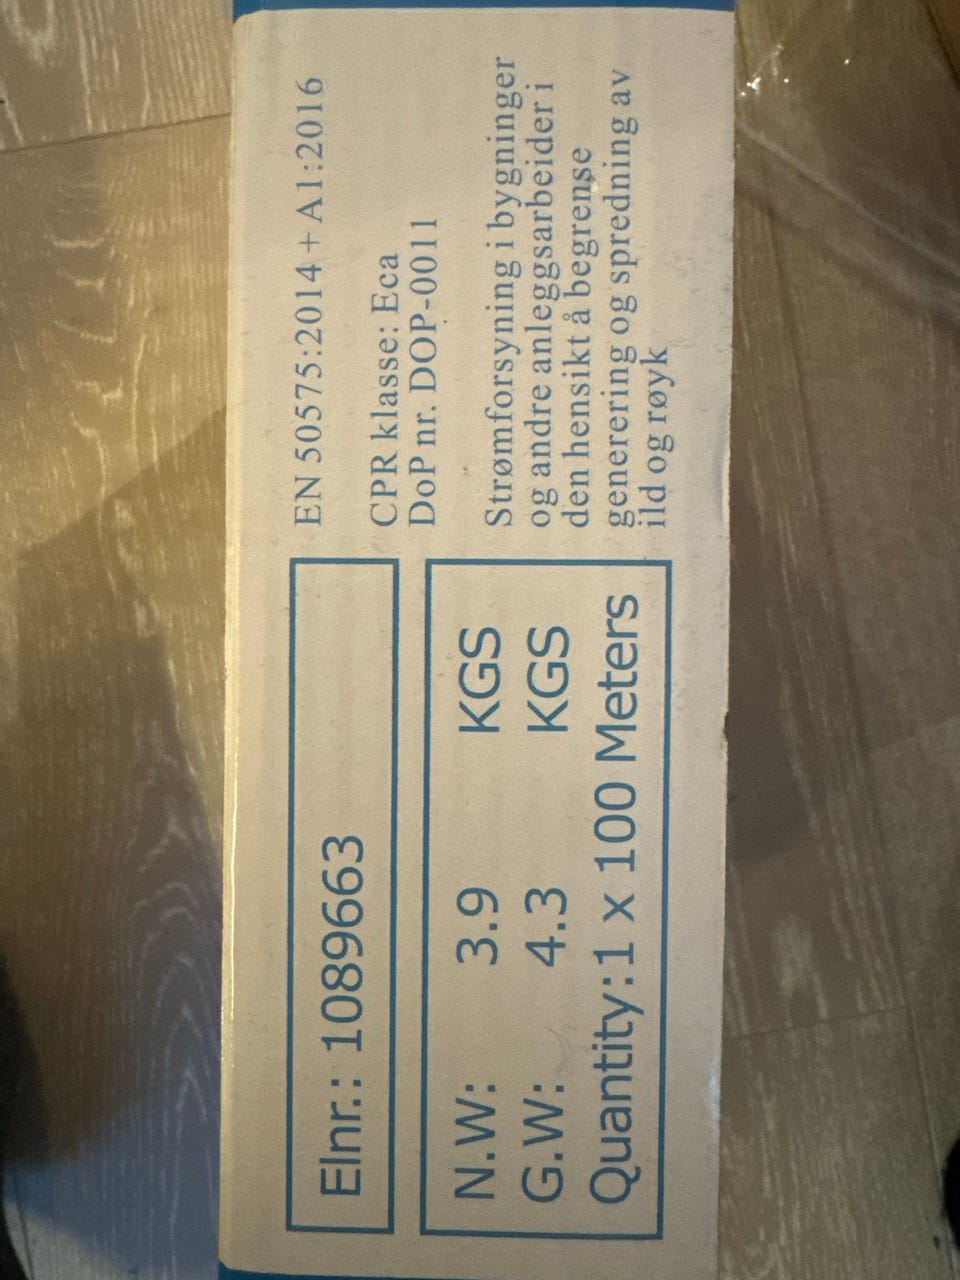 Elnr.: 1089663
N.W: 3.9 KGS
G.W: 4.3 KGS
Quantity:1 x 100 Meters
EN 50575:2014 + A1:2016
CPR klasse: Eca
DoP nr. DOP-0011
Strømforsyning i bygninger
og andre anleggsarbeider i
den hensikt å begrense
generering og spredning av
ild og røyk